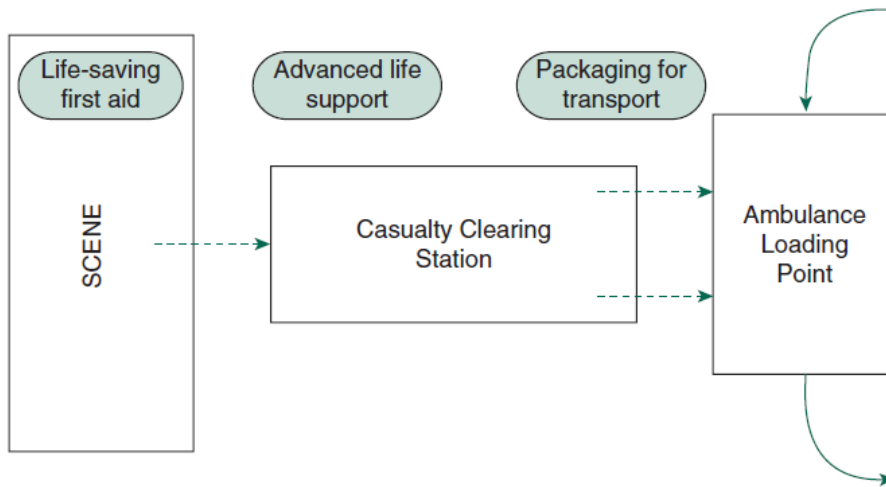 Life-saving
first aid
Advanced life
support
Packaging for
transport
SCENE
Casualty Clearing
Station
Ambulance
Loading
Point